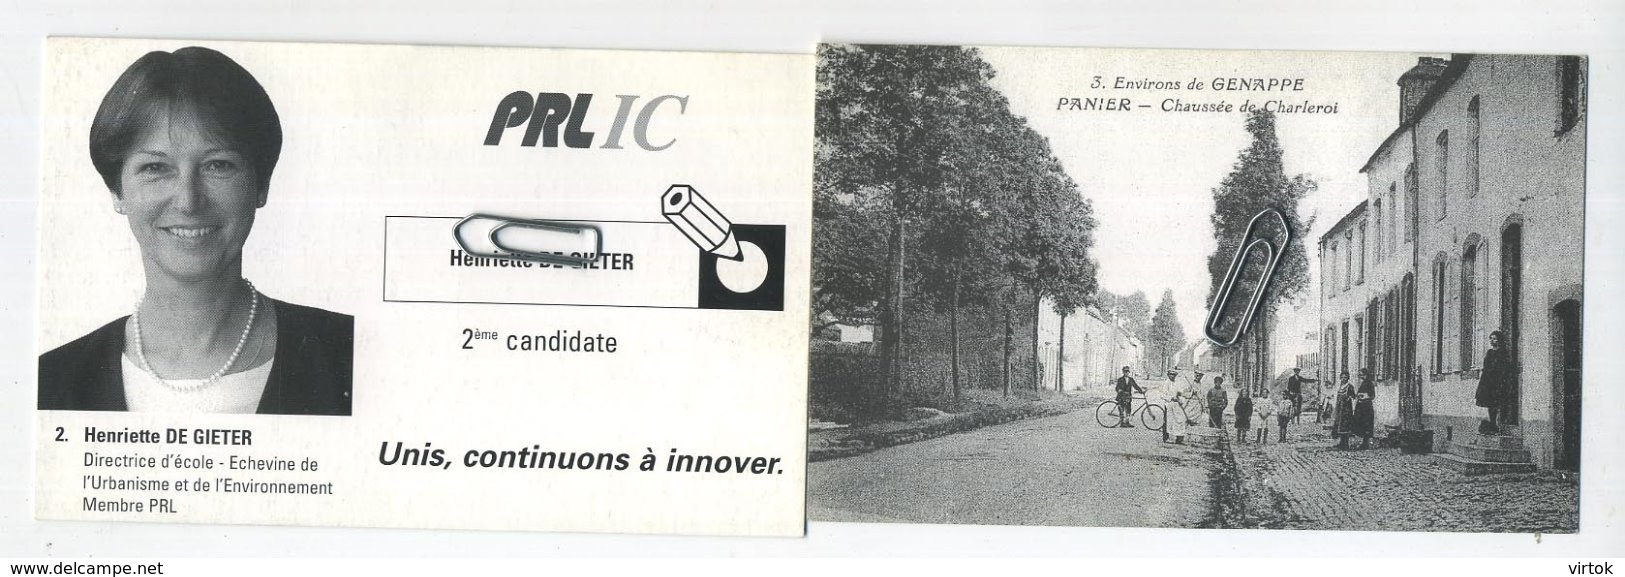 PRL IC
Henriette DE GIETER
2ème candidate
2. Henriette DE GIETER
Directrice d'école - Echevine de
l'Urbanisme et de l'Environnement
Membre PRL
Unis, continuons à innover.
3. Environs de GENAPPE
PANIER — Chaussée de Charleroi
www.delcampe.net
virtok